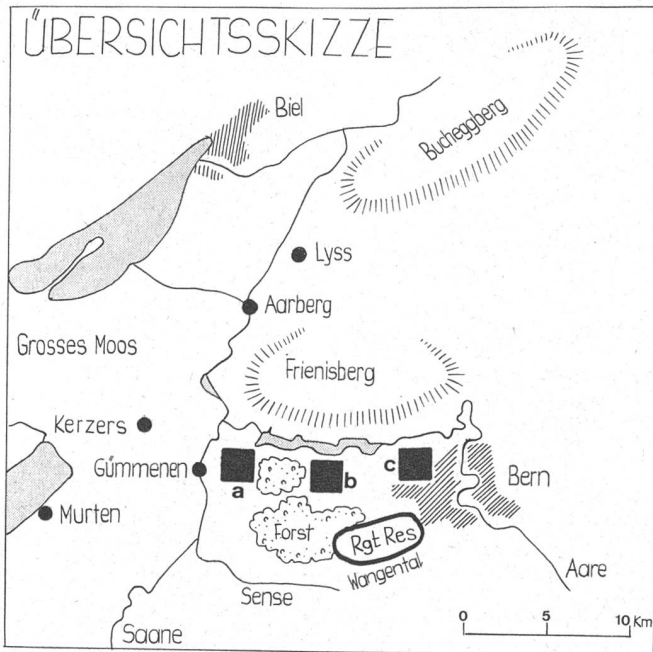 ÜBERSICHTSSKIZZE
Biel
Bucheggberg
Lyss
Aarberg
Grosses Moos
Frienisberg
Kerzers
Gümmenen
a
b
c
Bern
Murten
Forst
Rgt Res
Wangental
Aare
Sense
Saane
0 5 10 Km